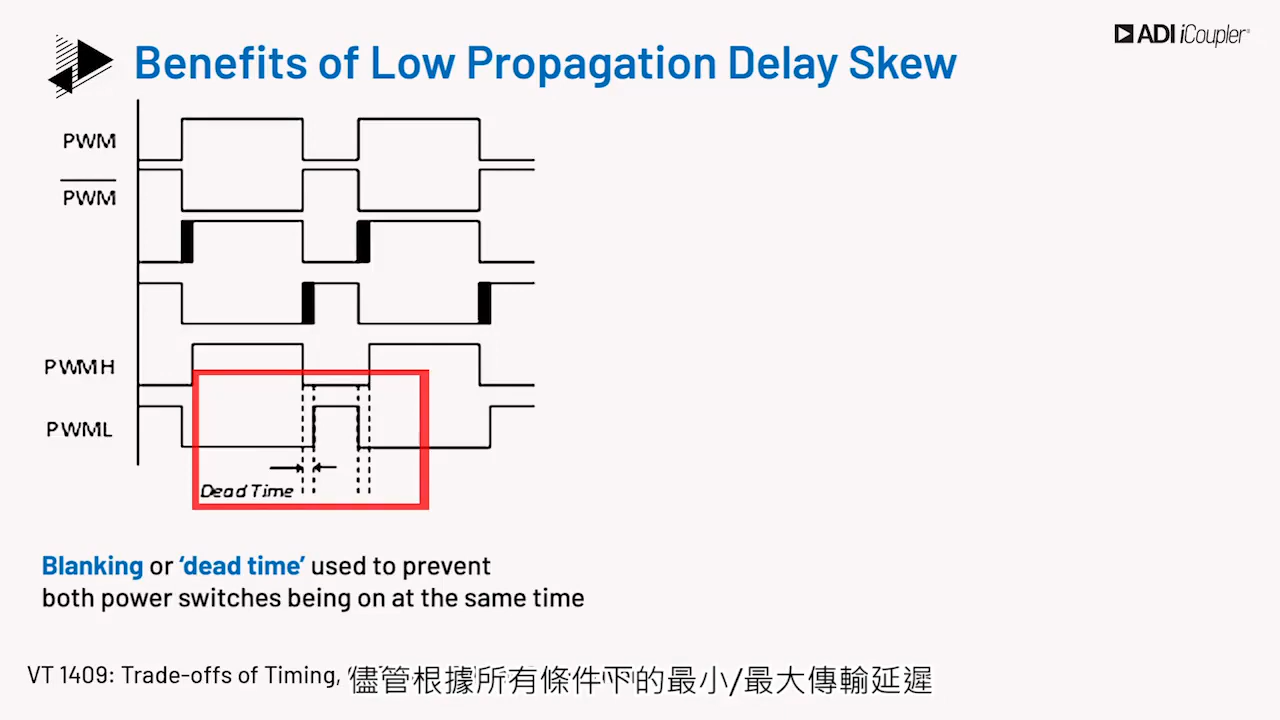 Benefits of Low Propagation Delay Skew
ADI iCoupler®
PWM
PWM
PWMH
PWML
Dead Time
Blanking or ‘dead time’ used to prevent
both power switches being on at the same time
VT 1409: Trade-offs of Timing,
儘管根據所有條件下的最小/最大傳輸延遲